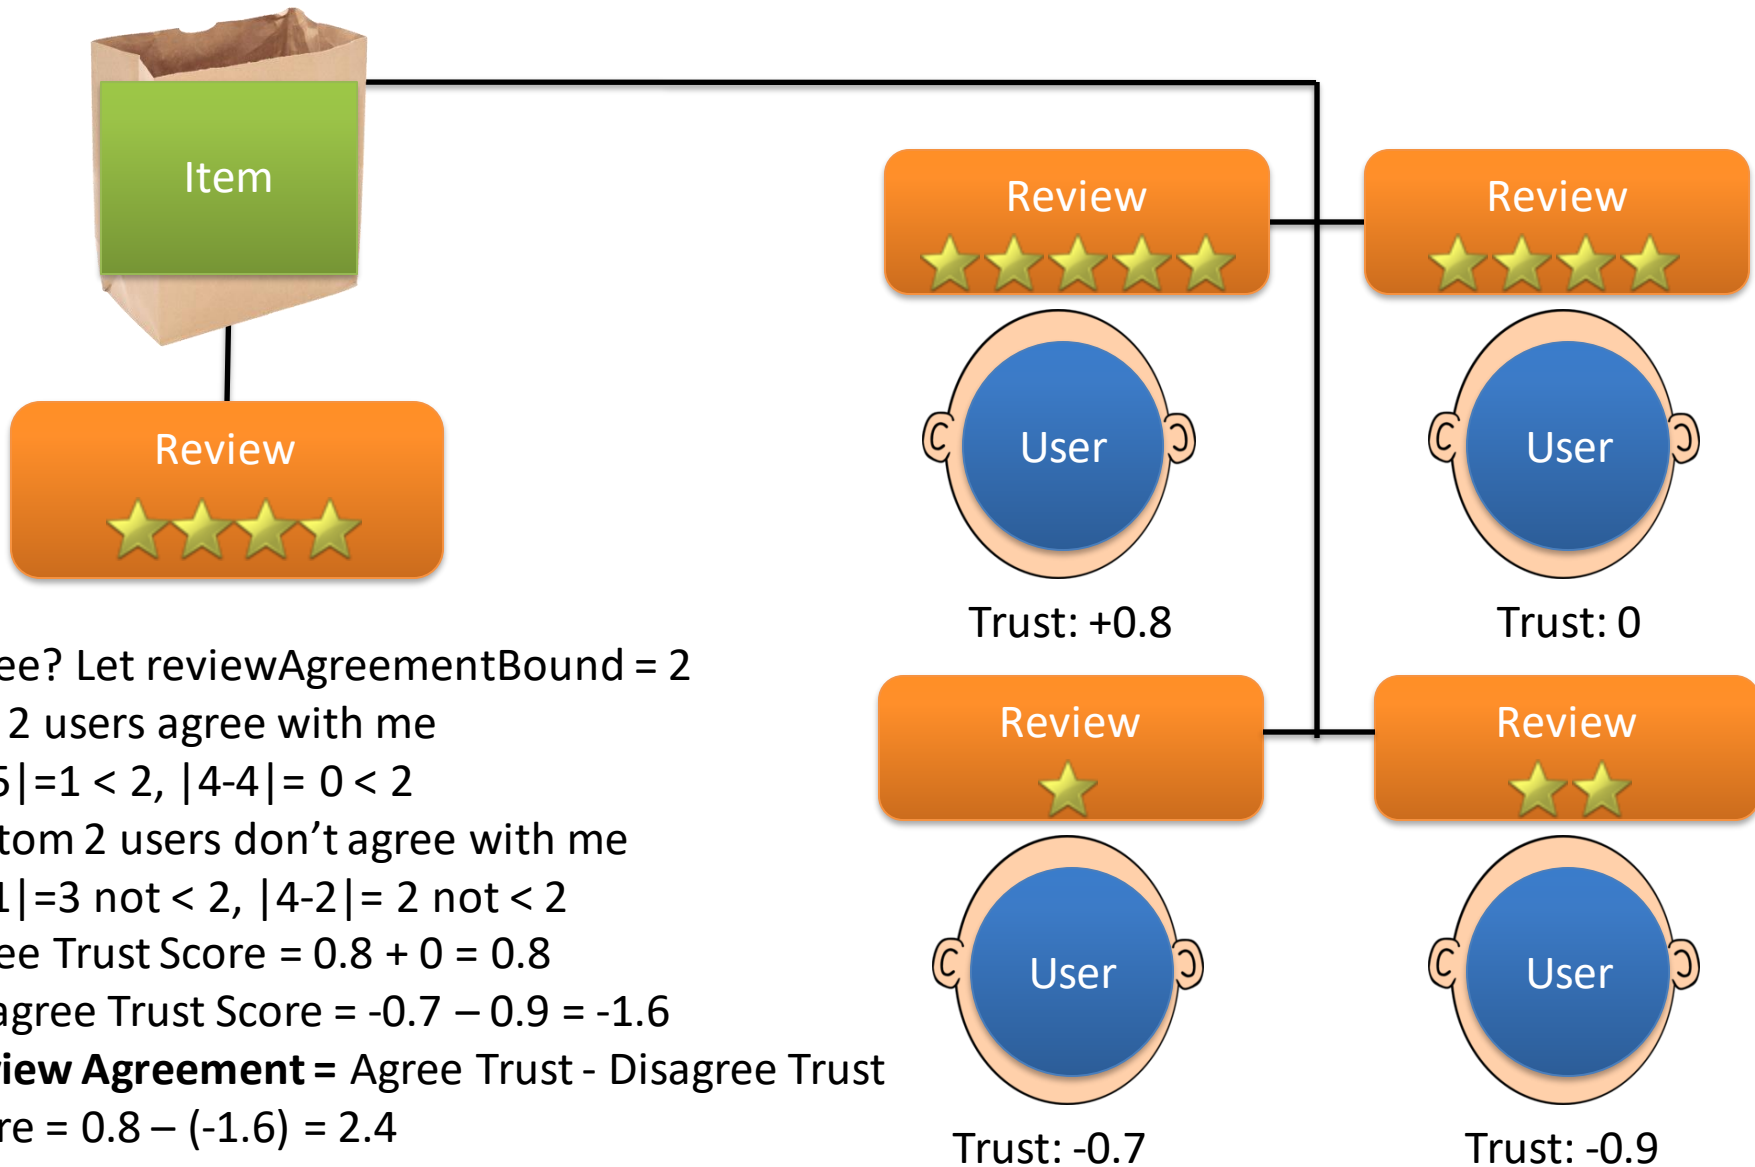 Item
Review
Review
Review
User
User
Trust: +0.8
Trust: 0
Review
Review
User
User
Trust: -0.7
Trust: -0.9
ee? Let reviewAgreementBound = 2
2 users agree with me
5|=1 < 2, |4-4|= 0 < 2
tom 2 users don’t agree with me
1|=3 not < 2, |4-2|= 2 not < 2
ee Trust Score = 0.8 + 0 = 0.8
agree Trust Score = -0.7 – 0.9 = -1.6
view Agreement = Agree Trust - Disagree Trust
re = 0.8 – (-1.6) = 2.4